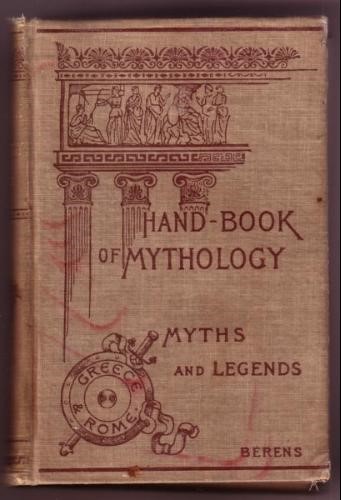 HAND-BOOK
OF MYTHOLOGY
MYTHS
AND LEGENDS
GREECE
& ROME.
BERENS